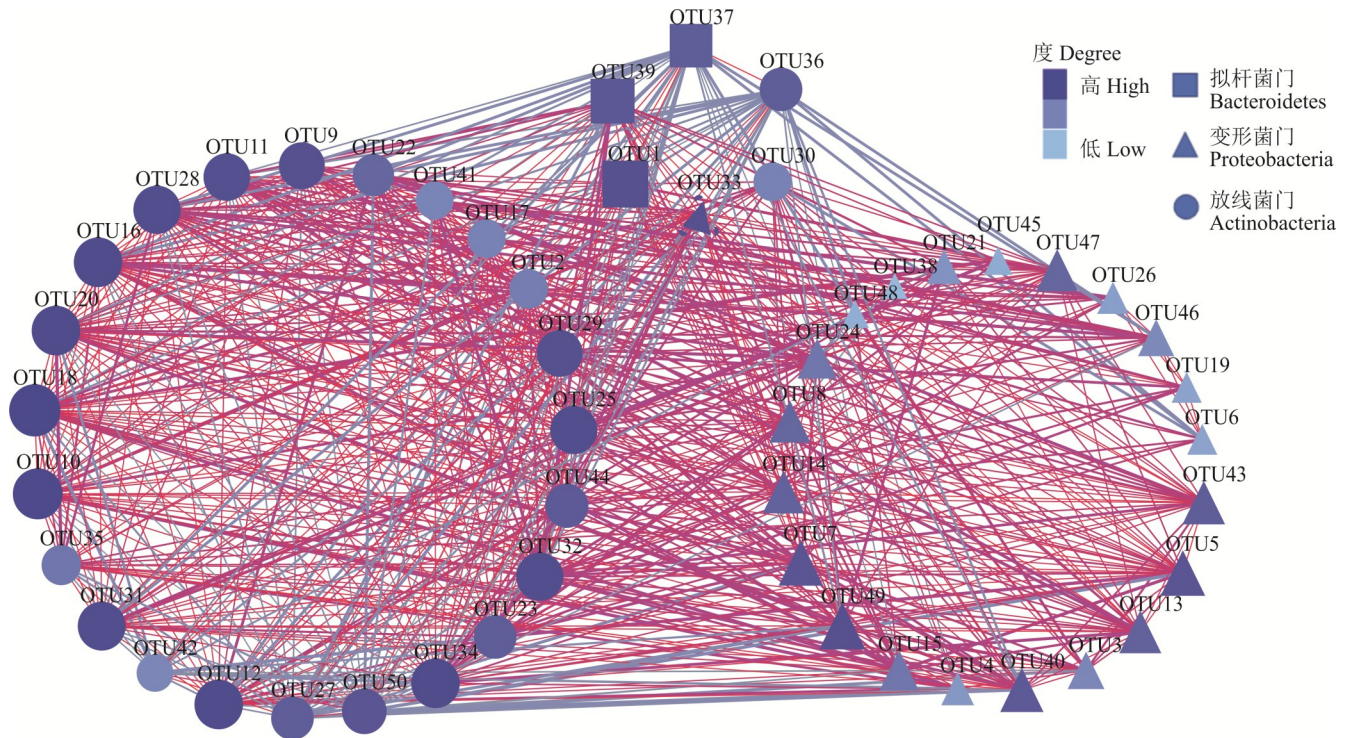 OTU37
OTU36
OTU39
OTU9
OTU11
OTU22
OTU1
OTU30
OTU28
OTU41
OTU33
OTU17
OTU16
OTU45
OTU21
OTU47
OTU2
OTU38
OTU26
OTU20
OTU48
OTU46
OTU29
OTU24
OTU19
OTU18
OTU25
OTU8
OTU6
OTU10
OTU14
OTU43
OTU44
OTU35
OTU32
OTU7
OTU5
OTU31
OTU23
OTU49
OTU13
OTU42
OTU34
OTU15
OTU4
OTU40
OTU3
OTU12
OTU27
OTU50
度 Degree
高 High
低 Low
拟杆菌门
Bacteroidetes
变形菌门
Proteobacteria
放线菌门
Actinobacteria